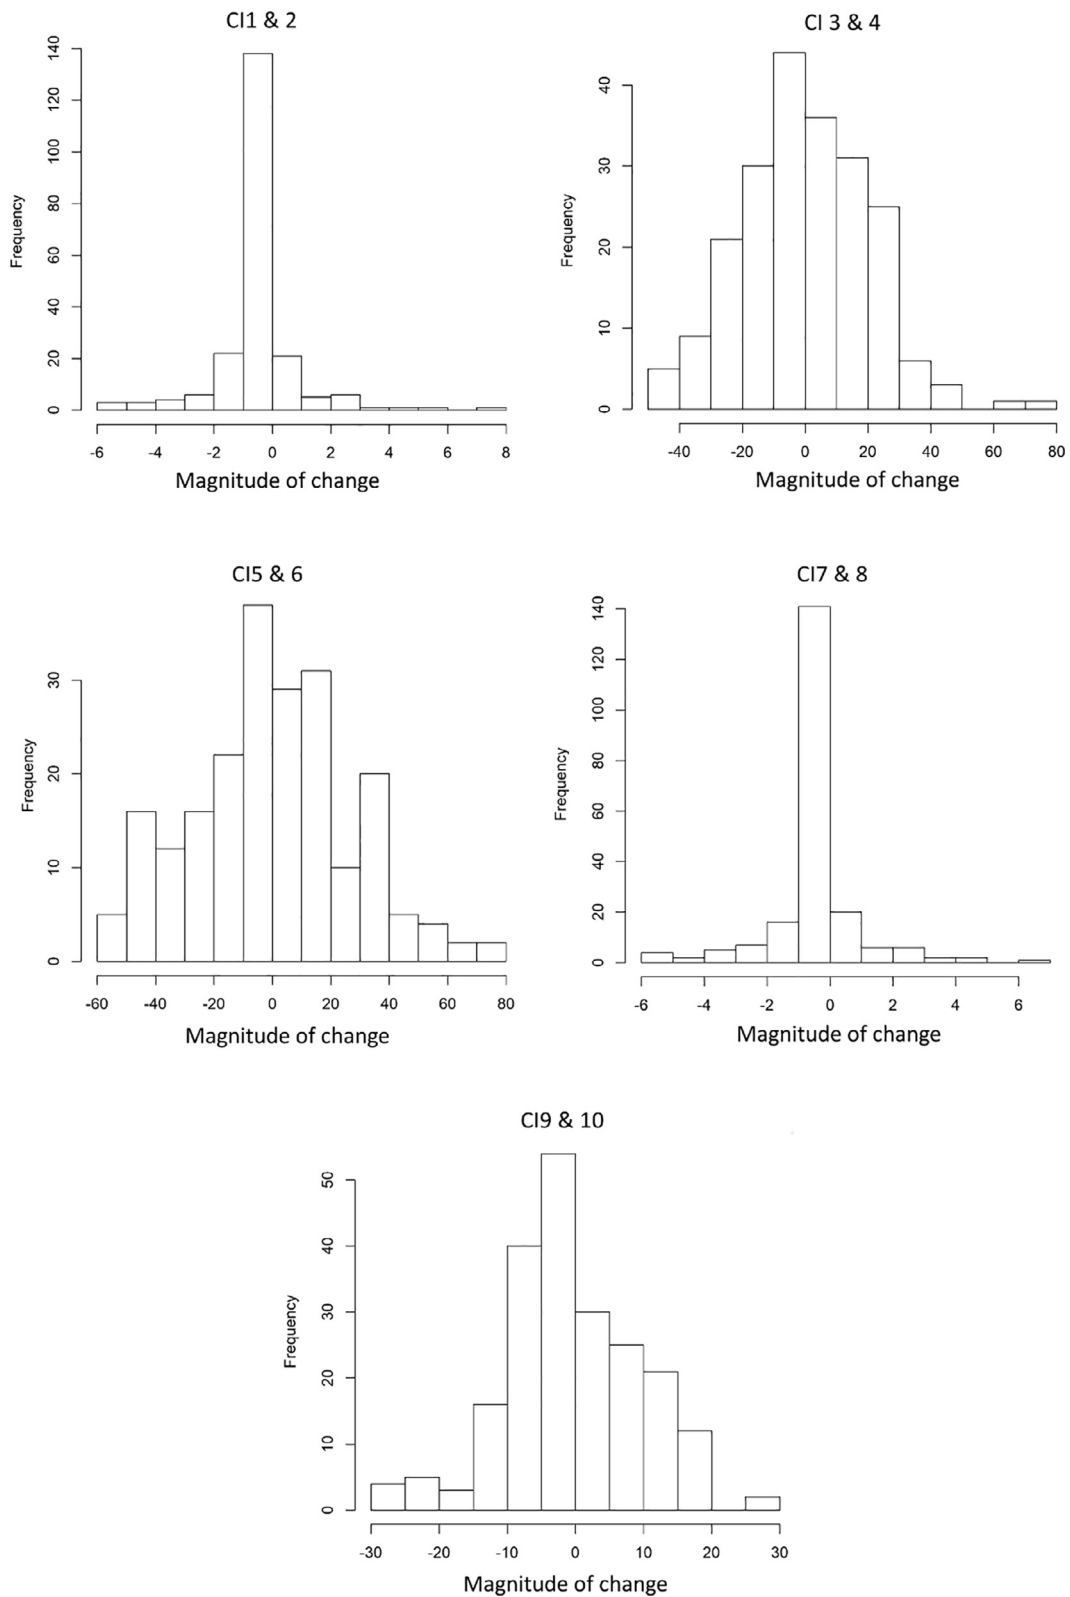 CI1 & 2
Frequency
0 20 40 60 80 100 120 140
-6 -4 -2 0 2 4 6 8
Magnitude of change
CI 3 & 4
Frequency
0 10 20 30 40
-40 -20 0 20 40 60 80
Magnitude of change
CI5 & 6
Frequency
0 10 20 30
-60 -40 -20 0 20 40 60 80
Magnitude of change
CI7 & 8
Frequency
0 20 40 60 80 100 120 140
-6 -4 -2 0 2 4 6
Magnitude of change
CI9 & 10
Frequency
0 10 20 30 40 50
-30 -20 -10 0 10 20 30
Magnitude of change